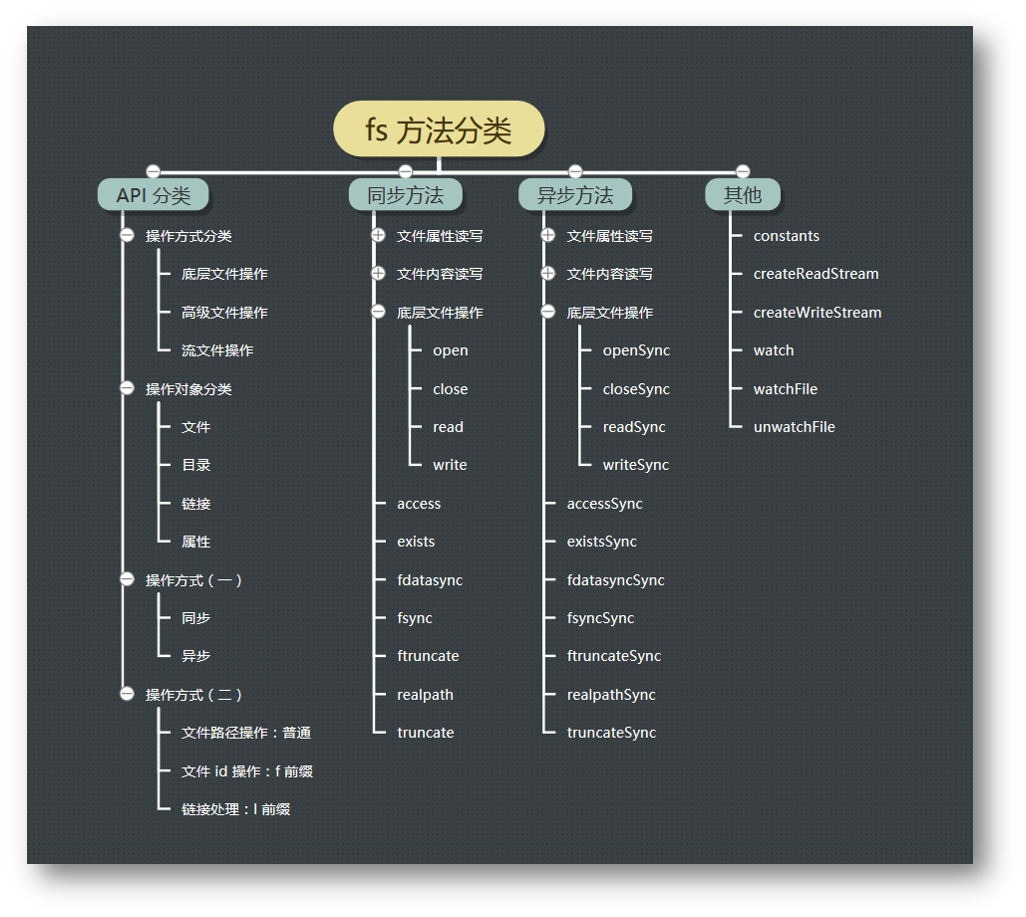 fs 方法分类
API 分类
操作方式分类
底层文件操作
高级文件操作
流文件操作
操作对象分类
文件
目录
链接
属性
操作方式（一）
同步
异步
操作方式（二）
文件路径操作：普通
文件 id 操作：f 前缀
链接处理：l 前缀
同步方法
文件属性读写
文件内容读写
底层文件操作
open
close
read
write
access
exists
fdatasync
fsync
ftruncate
realpath
truncate
异步方法
文件属性读写
文件内容读写
底层文件操作
openSync
closeSync
readSync
writeSync
accessSync
existsSync
fdatasyncSync
fsyncSync
ftruncateSync
realpathSync
truncateSync
其他
constants
createReadStream
createWriteStream
watch
watchFile
unwatchFile